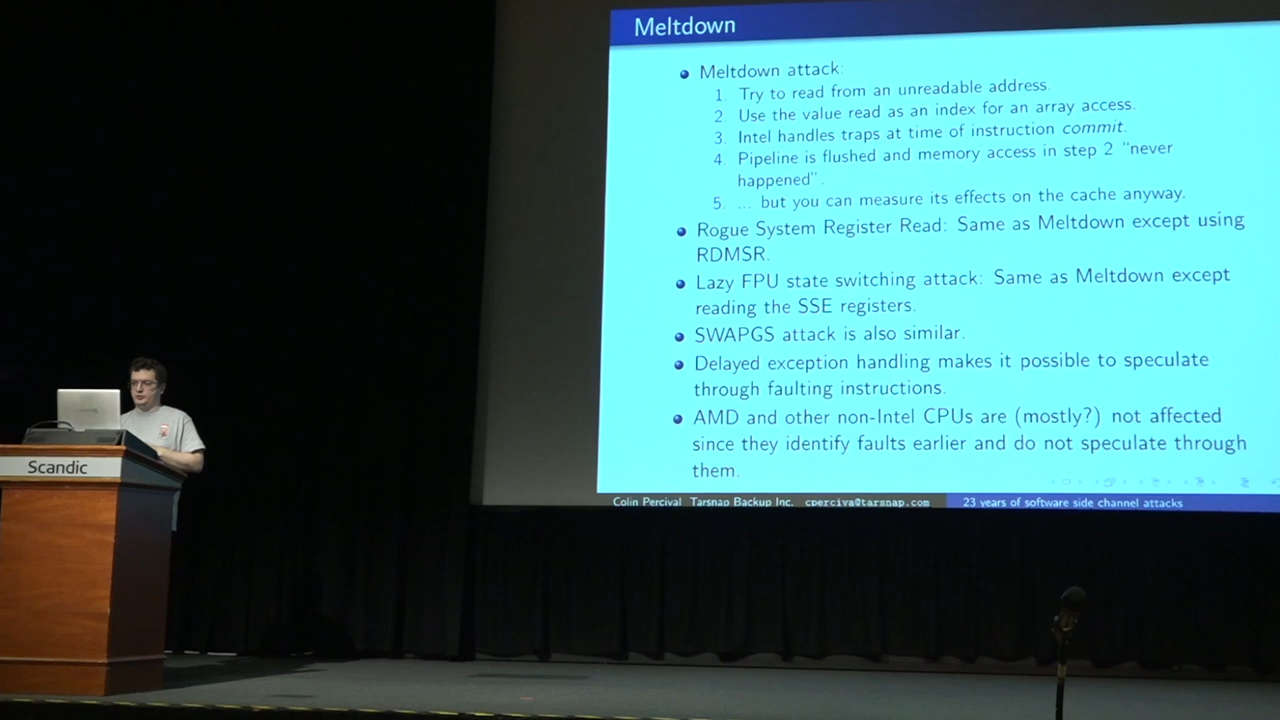 Meltdown
Meltdown attack:
1. Try to read from an unreadable address.
2. Use the value read as an index for an array access.
3. Intel handles traps at time of instruction commit.
4. Pipeline is flushed and memory access in step 2 “never
happened”.
5. ... but you can measure its effects on the cache anyway.
Rogue System Register Read: Same as Meltdown except using
RDMSR.
Lazy FPU state switching attack: Same as Meltdown except
reading the SSE registers.
SWAPGS attack is also similar.
Delayed exception handling makes it possible to speculate
through faulting instructions.
AMD and other non-Intel CPUs are (mostly?) not affected
since they identify faults earlier and do not speculate through
them.
Colin Percival Tarsnap Backup Inc. cperciva@tarsnap.com 23 years of software side channel attacks
Scandic